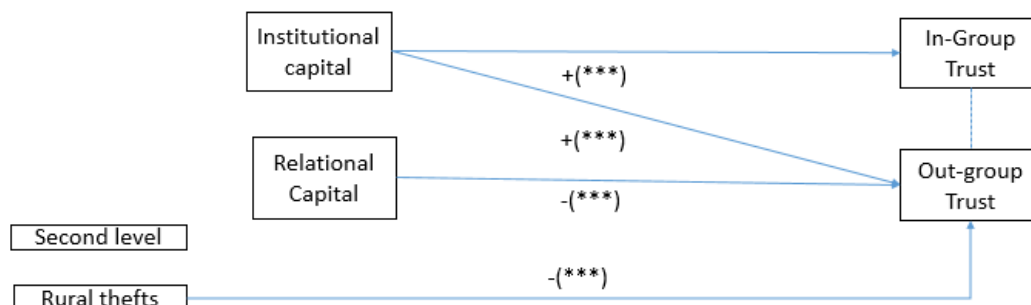 Institutional
capital
In-Group
Trust
+(***)
+(***)
Relational
Capital
Out-group
Trust
-(***)
Second level
-(***)
Rural thefts